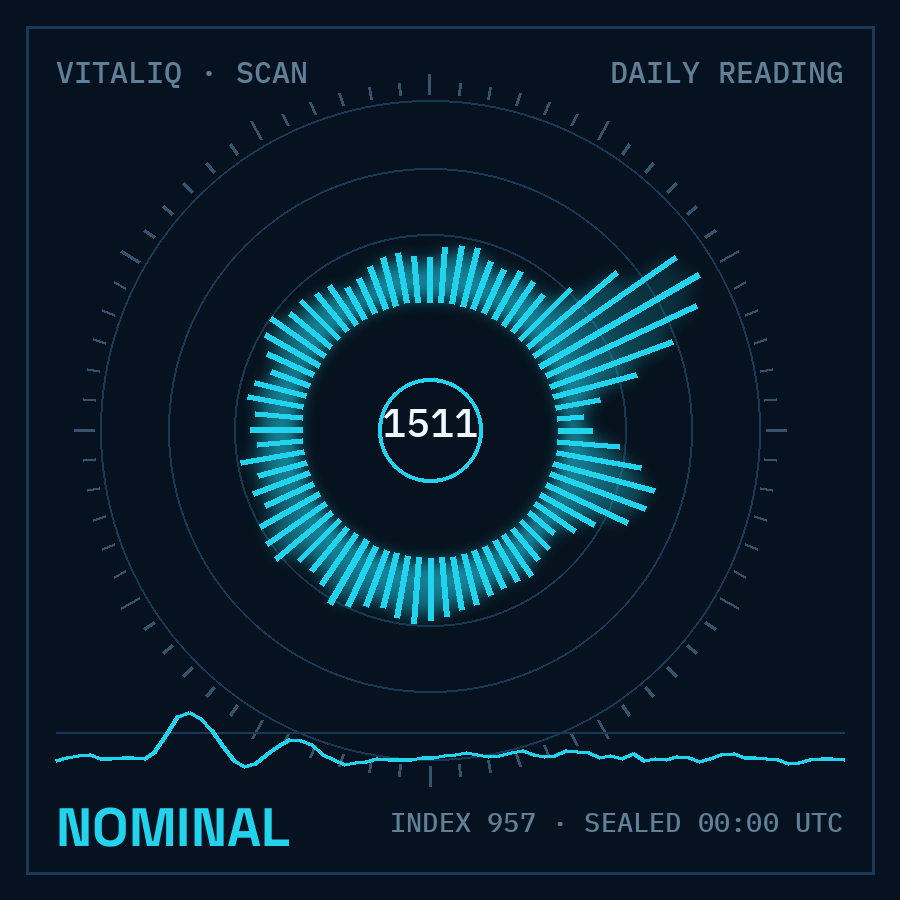 VITALIQ · SCAN
DAILY READING
1511
NOMINAL
INDEX 957 · SEALED 00:00 UTC